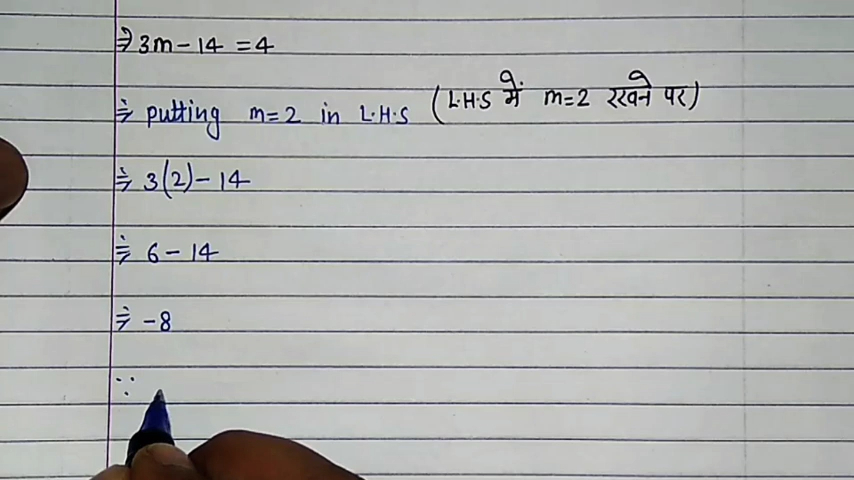 ⇒ 3m - 14 = 4
⇒ putting m = 2 in L.H.S (L.H.S में m=2 रखने पर)
⇒ 3(2) - 14
⇒ 6 - 14
⇒ -8
∵